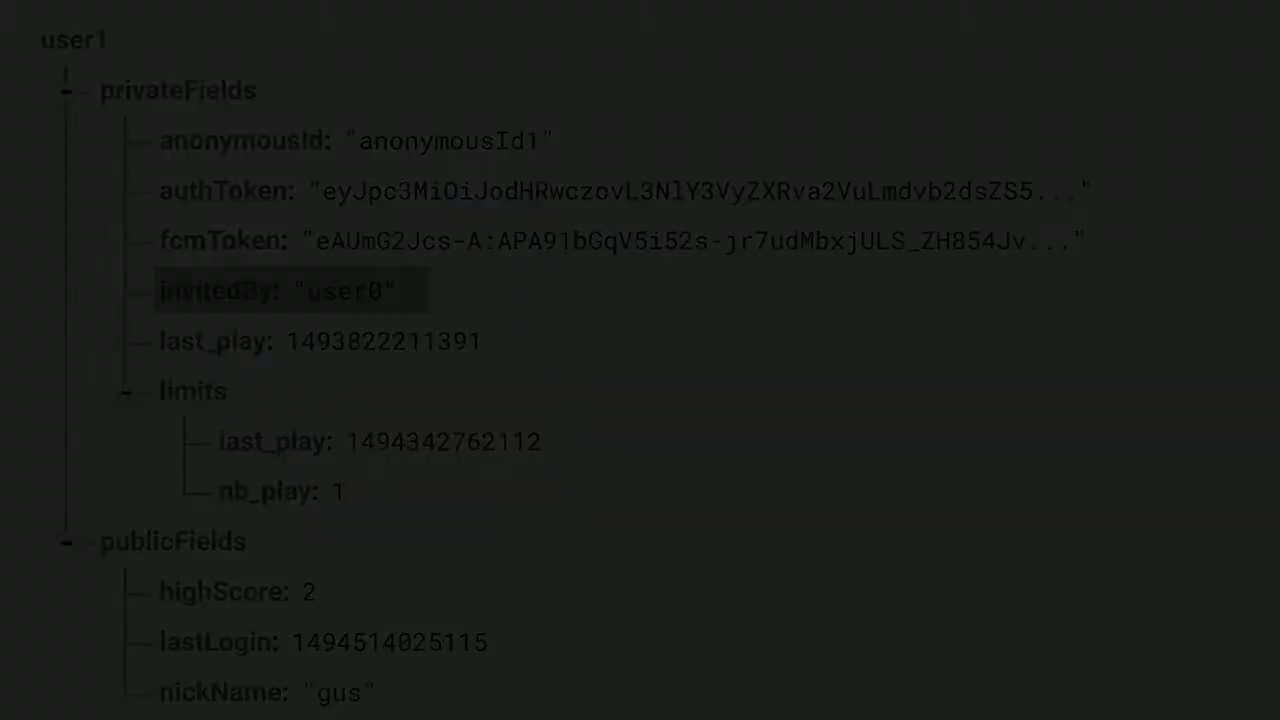 user1
privateFields
anonymousId: "anonymousId1"
authToken: "eyJpc3MiOiJodHRwczovL3NlY3VyZXRva2VuLmdvb2dsZS5..."
fcmToken: "eAUmG2Jcs-A:APA91bGqV5i52s-jr7udMbxjULS_ZH854Jv..."
invitedBy: "user0"
last_play: 1493822211391
limits
last_play: 1494342762112
nb_play: 1
publicFields
highScore: 2
lastLogin: 1494514025115
nickName: "gus"